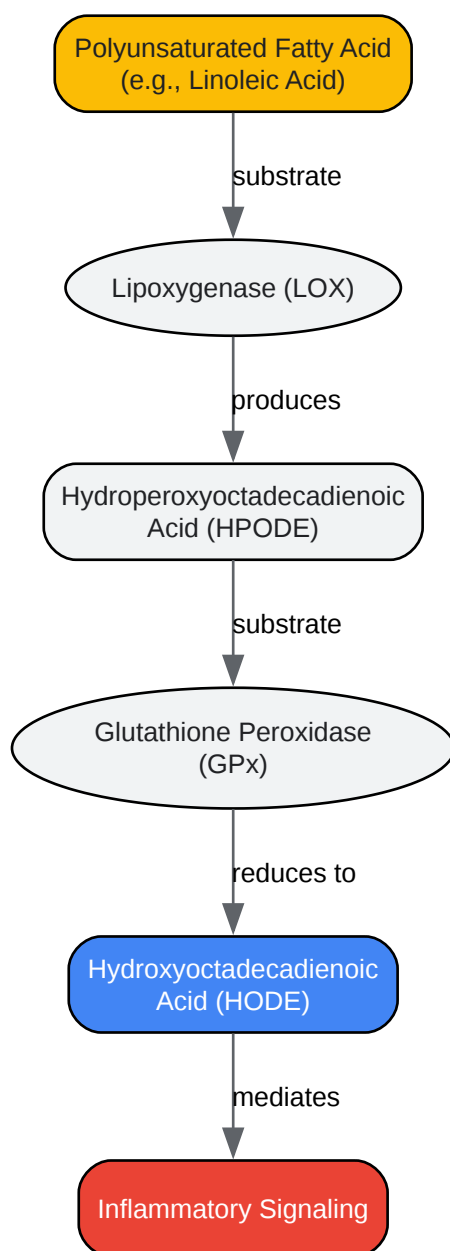 Polyunsaturated Fatty Acid
(e.g., Linoleic Acid)
substrate
Lipoxygenase (LOX)
produces
Hydroperoxyoctadecadienoic
Acid (HPODE)
substrate
Glutathione Peroxidase
(GPx)
reduces to
Hydroxyoctadecadienoic
Acid (HODE)
mediates
Inflammatory Signaling